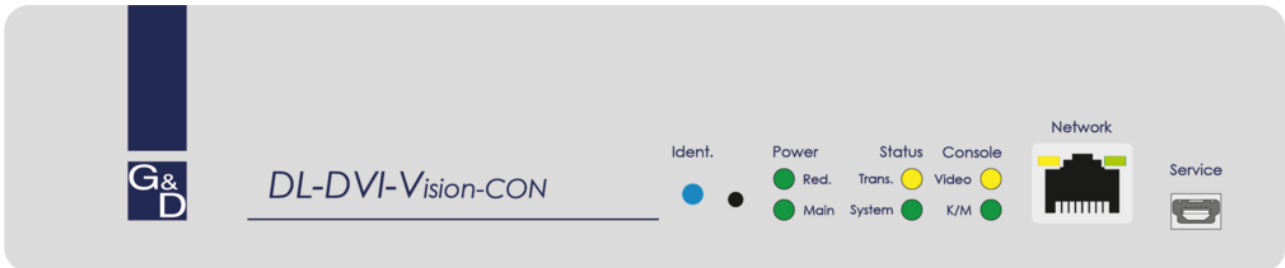 G&D
DL-DVI-Vision-CON
Ident.
Power
Red.
Main
Status
Trans.
System
Console
Video
K/M
Network
Service